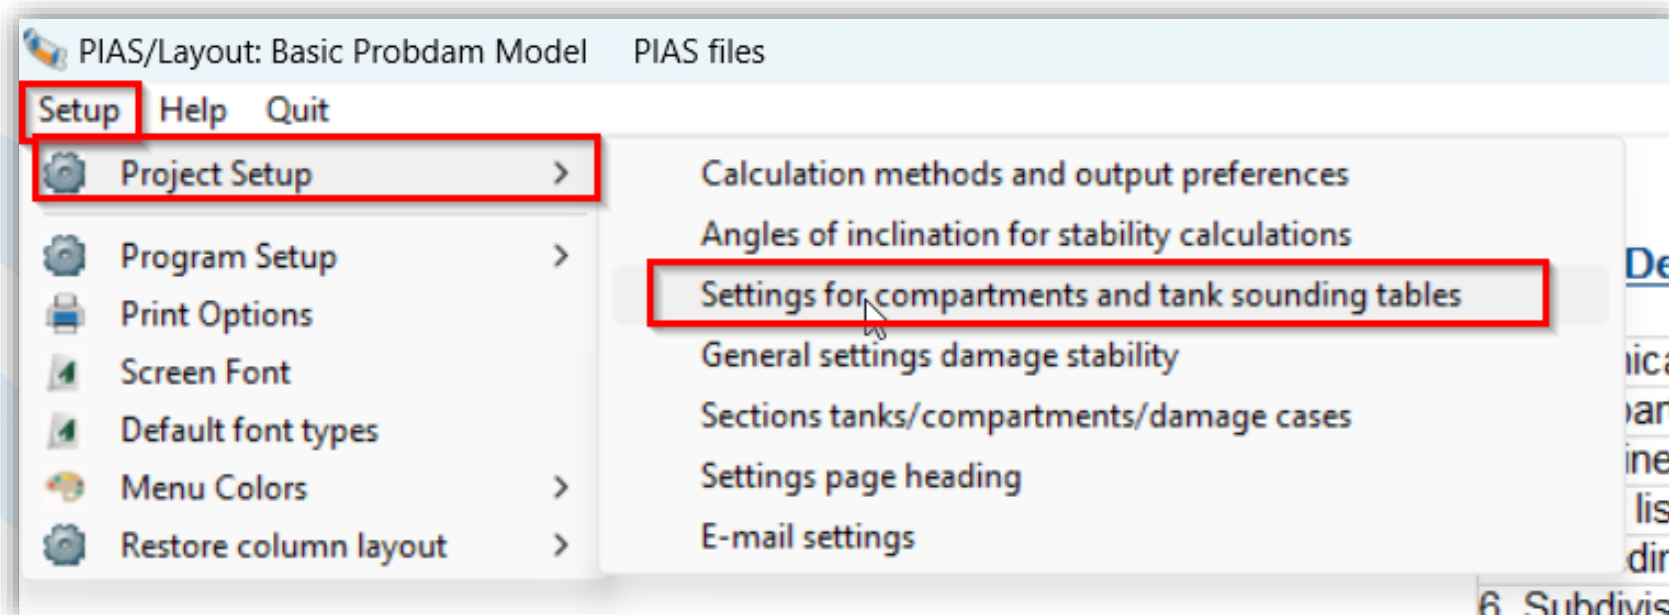 PIAS/Layout: Basic Probdam Model PIAS files
Setup Help Quit
Project Setup
Program Setup
Print Options
Screen Font
Default font types
Menu Colors
Restore column layout
Calculation methods and output preferences
Angles of inclination for stability calculations
Settings for compartments and tank sounding tables
General settings damage stability
Sections tanks/compartments/damage cases
Settings page heading
E-mail settings
6